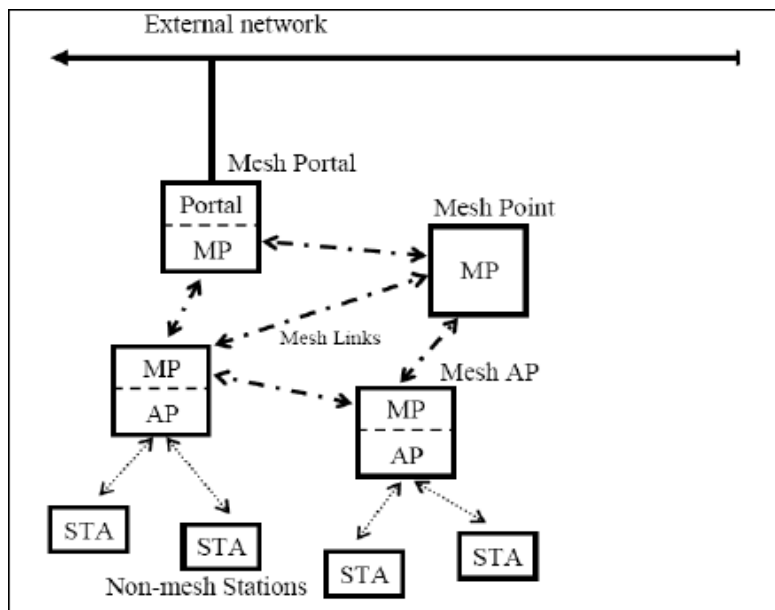 External network
Mesh Portal
Portal
MP
Mesh Point
MP
Mesh Links
MP
AP
Mesh AP
MP
AP
STA
STA
Non-mesh Stations
STA
STA